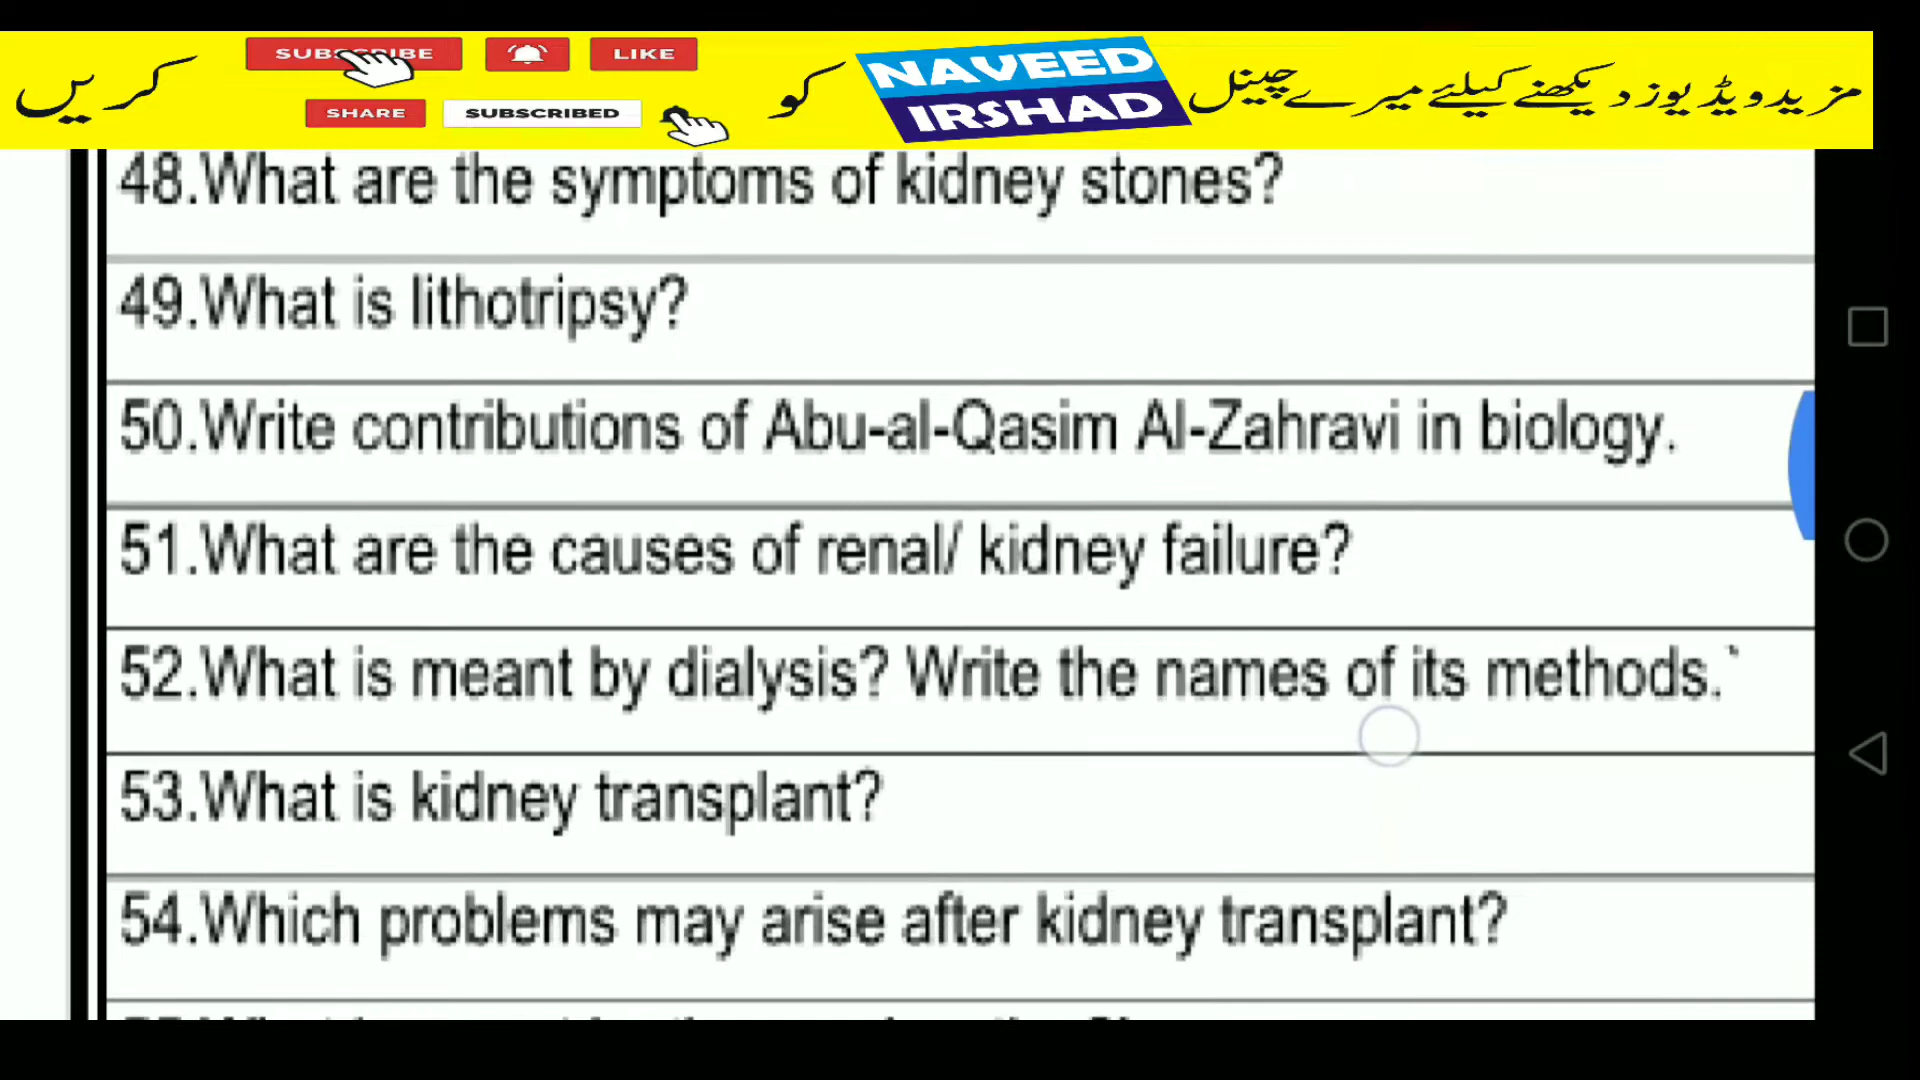 مزید ویڈیوز دیکھنے کیلئے میرے چینل NAVEED IRSHAD کو SUBSCRIBE LIKE کریں
SHARE SUBSCRIBED
48.What are the symptoms of kidney stones?
49.What is lithotripsy?
50.Write contributions of Abu-al-Qasim Al-Zahravi in biology.
51.What are the causes of renal/ kidney failure?
52.What is meant by dialysis? Write the names of its methods.`
53.What is kidney transplant?
54.Which problems may arise after kidney transplant?